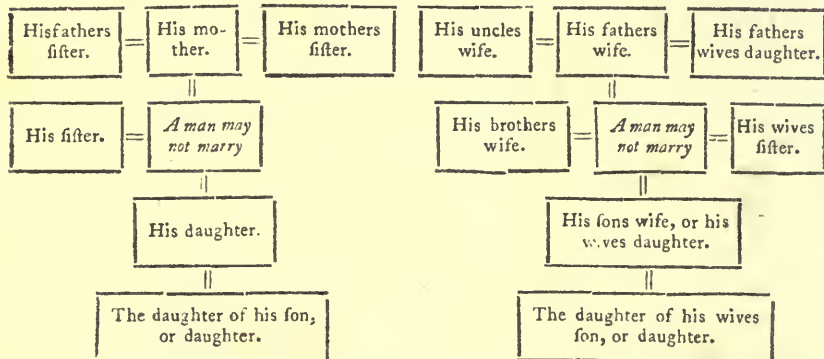 Hisfathers
ſiſter.
His mo-
ther.
His mothers
ſiſter.
His ſiſter.
A man may
not marry
His daughter.
The daughter of his ſon,
or daughter.
His uncles
wife.
His fathers
wife.
His fathers
wives daughter.
His brothers
wife.
A man may
not marry
His wives
ſiſter.
His ſons wife, or his
wives daughter.
The daughter of his wives
ſon, or daughter.